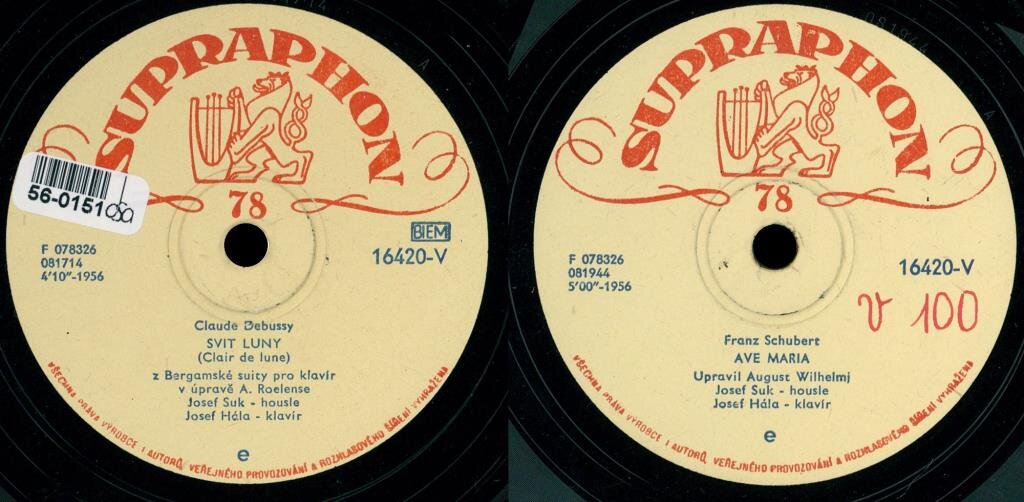 SUPRAPHON
78
56-0151
BIEM
16420-V
F 078326
081714
4'10"-1956
Claude Debussy
SVIT LUNY
(Clair de lune)
z Bergamské suity pro klavír
v úpravě A. Roelense
Josef Suk - housle
Josef Hála - klavír
e
VŠECHNA PRÁVA VÝROBCE I AUTORŮ, VEŘEJNÉHO PROVOZOVÁNÍ A ROZHLASOVÉHO ŠÍŘENÍ VYHRAŽENA
081944
A
SUPRAPHON
78
F 078326
081944
5'00"-1956
16420-V
V 100
Franz Schubert
AVE MARIA
Upravil August Wilhelmj
Josef Suk - housle
Josef Hála - klavír
e
VŠECHNA PRÁVA VÝROBCE I AUTORŮ, VEŘEJNÉHO PROVOZOVÁNÍ A ROZHLASOVÉHO ŠÍŘENÍ VYHRAŽENA